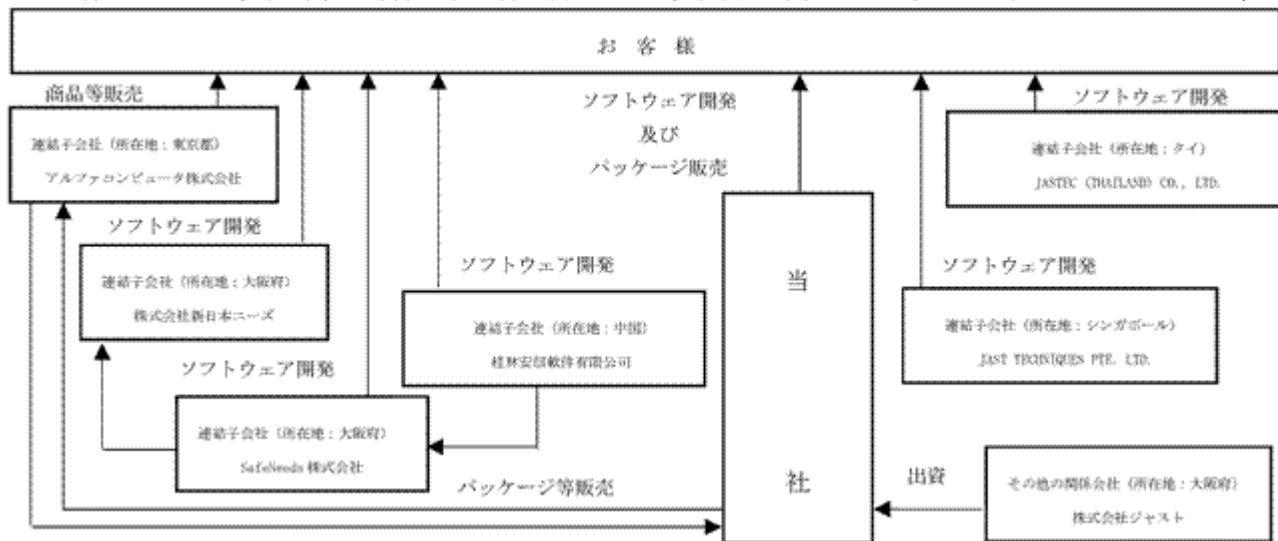 お 客 様
商品等販売
連結子会社(所在地:東京都)
アルファコンピュータ株式会社
ソフトウェア開発
及び
パッケージ販売
ソフトウェア開発
連結子会社(所在地:タイ)
JASTEC (THAILAND) CO., LTD.
ソフトウェア開発
連結子会社(所在地:大阪府)
株式会社新日本ニーズ
ソフトウェア開発
連結子会社(所在地:中国)
桂林安信軟件有限公司
当
社
ソフトウェア開発
連結子会社(所在地:シンガポール)
JAST TECHNIQUES PTE. LTD.
ソフトウェア開発
連結子会社(所在地:大阪府)
SafeNeeds 株式会社
パッケージ等販売
出資
その他の関係会社(所在地:大阪府)
株式会社ジャスト